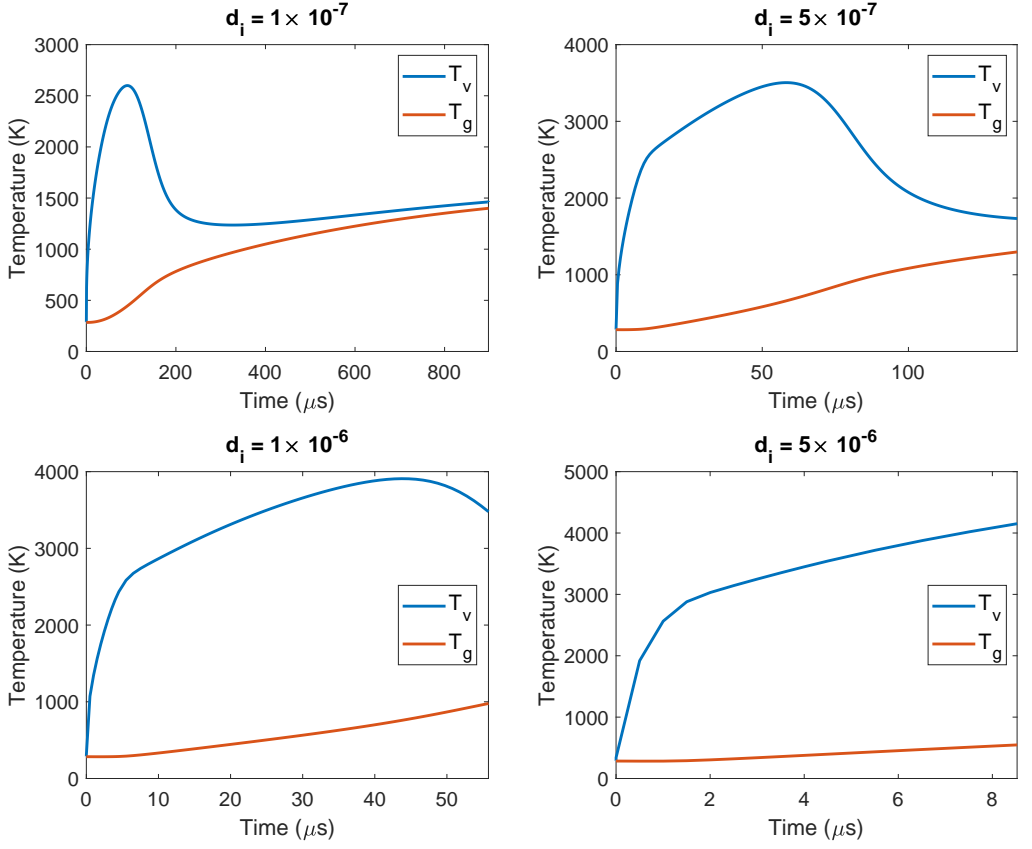 d_i = 1× 10^-7
Temperature (K)
3000
2500
2000
1500
1000
500
0
T_v
T_g
0 200 400 600 800
Time (μs)
d_i = 5× 10^-7
Temperature (K)
4000
3000
2000
1000
0
T_v
T_g
0 50 100
Time (μs)
d_i = 1× 10^-6
Temperature (K)
4000
3000
2000
1000
0
T_v
T_g
0 10 20 30 40 50
Time (μs)
d_i = 5× 10^-6
Temperature (K)
5000
4000
3000
2000
1000
0
T_v
T_g
0 2 4 6 8
Time (μs)